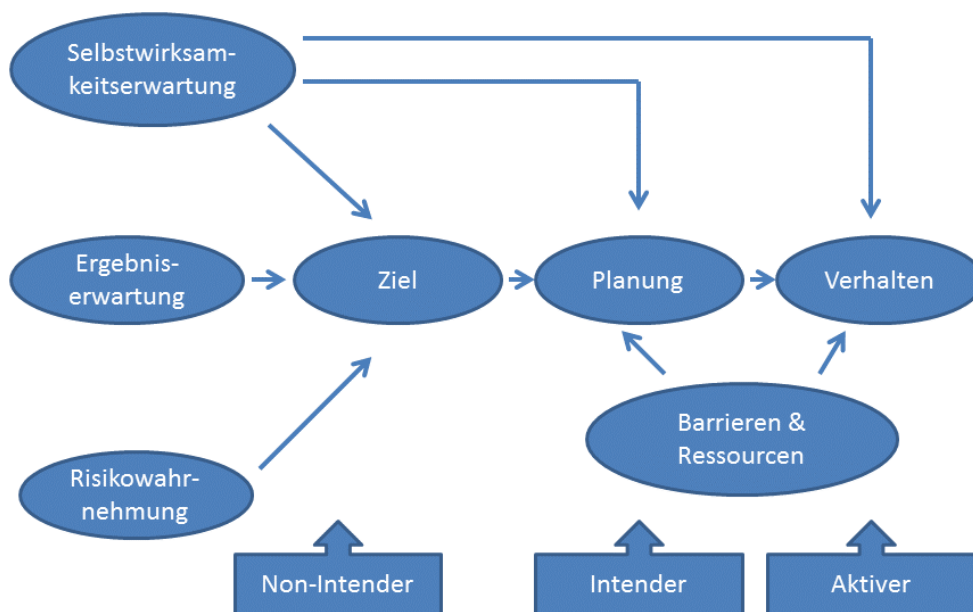 Selbstwirksam-
keitserwartung
Ergebnis-
erwartung
Ziel
Planung
Verhalten
Barrieren &
Ressourcen
Risikowahr-
nehmung
Non-Intender
Intender
Aktiver